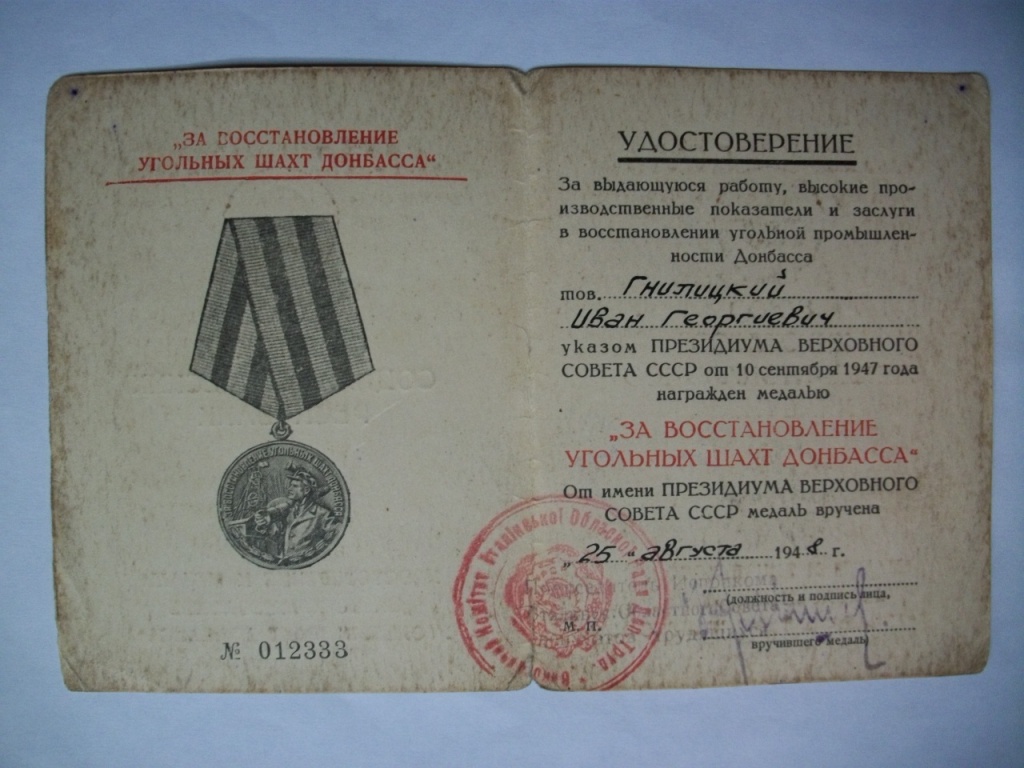 „ЗА ВОССТАНОВЛЕНИЕ
УГОЛЬНЫХ ШАХТ ДОНБАССА“
№ 012333
УДОСТОВЕРЕНИЕ
За выдающуюся работу, высокие про-
изводственные показатели и заслуги
в восстановлении угольной промышлен-
ности Донбасса
тов. Гнилицкий
Иван Георгиевич
указом ПРЕЗИДИУМА ВЕРХОВНОГО
СОВЕТА СССР от 10 сентября 1947 года
награжден медалью
„ЗА ВОССТАНОВЛЕНИЕ
УГОЛЬНЫХ ШАХТ ДОНБАССА“
От имени ПРЕЗИДИУМА ВЕРХОВНОГО
СОВЕТА СССР медаль вручена
„25“ августа 1948 г.
(должность и подпись лица,
М. П.
вручившего медаль)